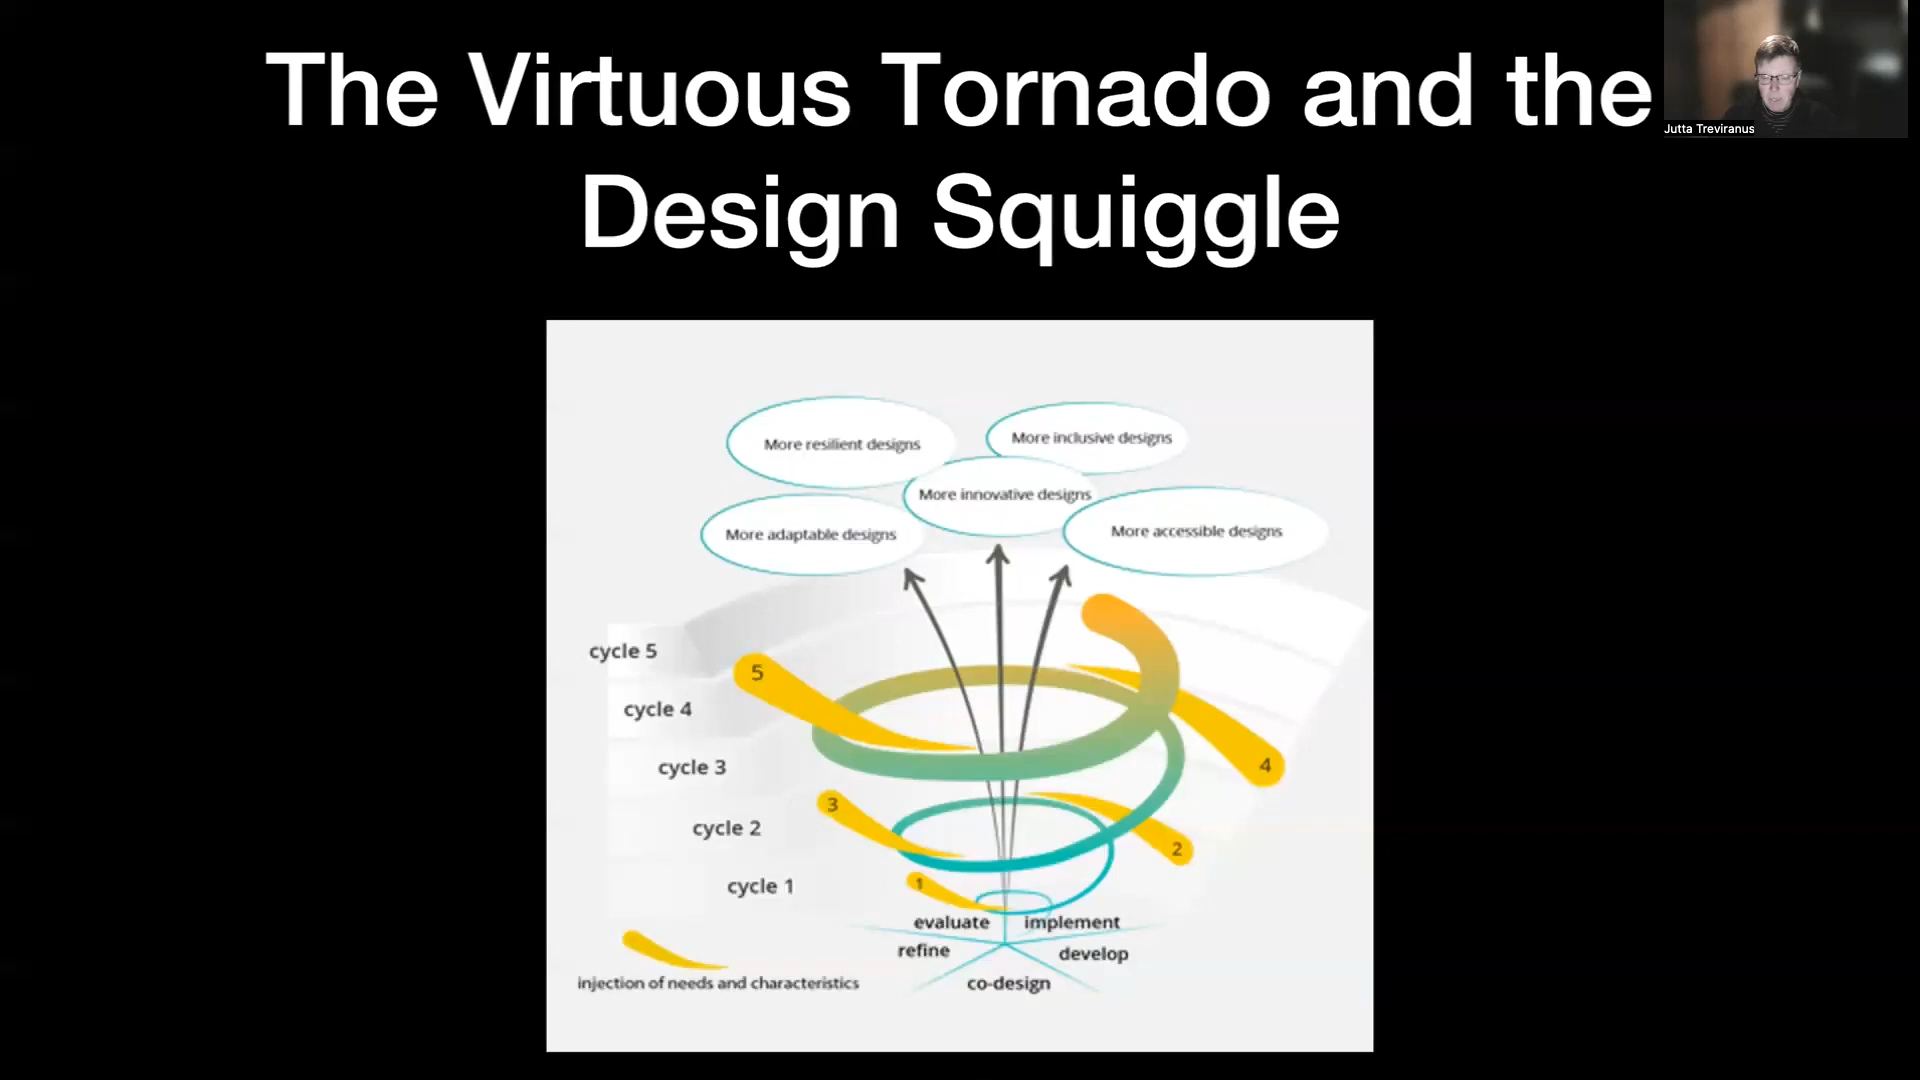 The Virtuous Tornado and the
Design Squiggle
Jutta Treviranus
More resilient designs
More inclusive designs
More innovative designs
More adaptable designs
More accessible designs
cycle 5
5
cycle 4
4
cycle 3
3
cycle 2
2
cycle 1
1
evaluate
implement
refine
develop
co-design
injection of needs and characteristics